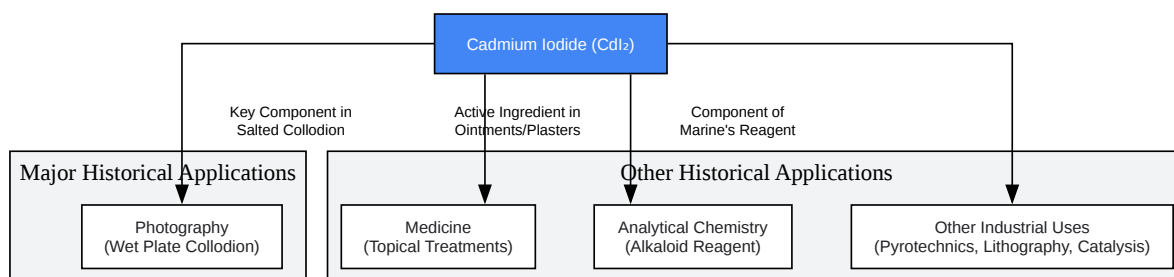 Cadmium Iodide (CdI₂)
Key Component in
Salted Collodion
Active Ingredient in
Ointments/Plasters
Component of
Marine's Reagent
Major Historical Applications
Other Historical Applications
Photography
(Wet Plate Collodion)
Medicine
(Topical Treatments)
Analytical Chemistry
(Alkaloid Reagent)
Other Industrial Uses
(Pyrotechnics, Lithography, Catalysis)